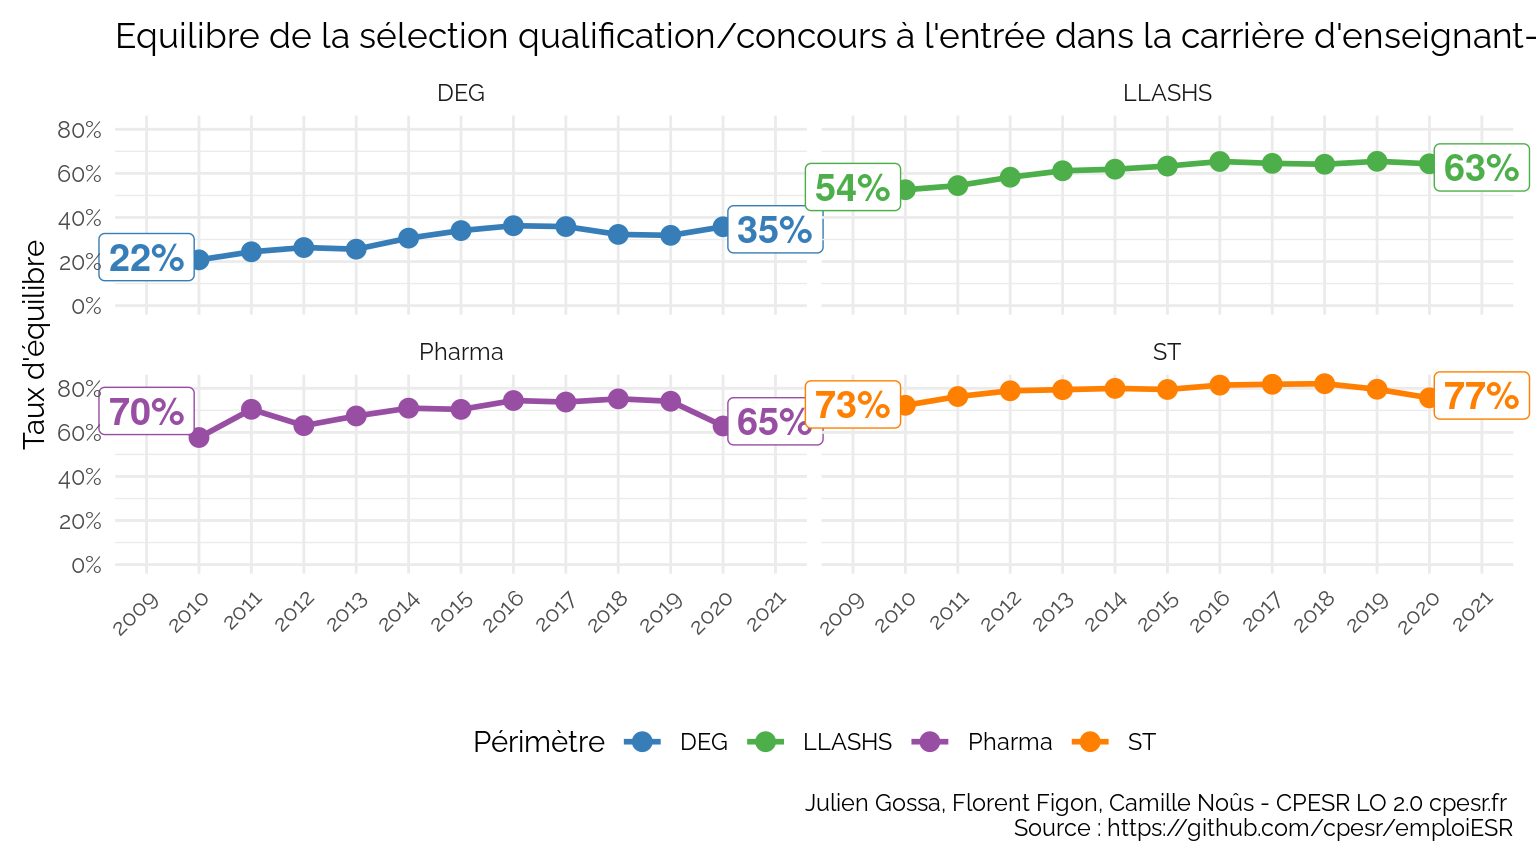 Equilibre de la sélection qualification/concours à l'entrée dans la carrière d'enseignant-
DEG
LLASHS
80%
60%
40%
20%
0%
22%
35%
54%
63%
Taux d'équilibre
Pharma
ST
80%
60%
40%
20%
0%
70%
65%
73%
77%
2009 2010 2011 2012 2013 2014 2015 2016 2017 2018 2019 2020 2021
2009 2010 2011 2012 2013 2014 2015 2016 2017 2018 2019 2020 2021
Périmètre DEG LLASHS Pharma ST
Julien Gossa, Florent Figon, Camille Noûs - CPESR LO 2.0 cpesr.fr
Source : https://github.com/cpesr/emploiESR